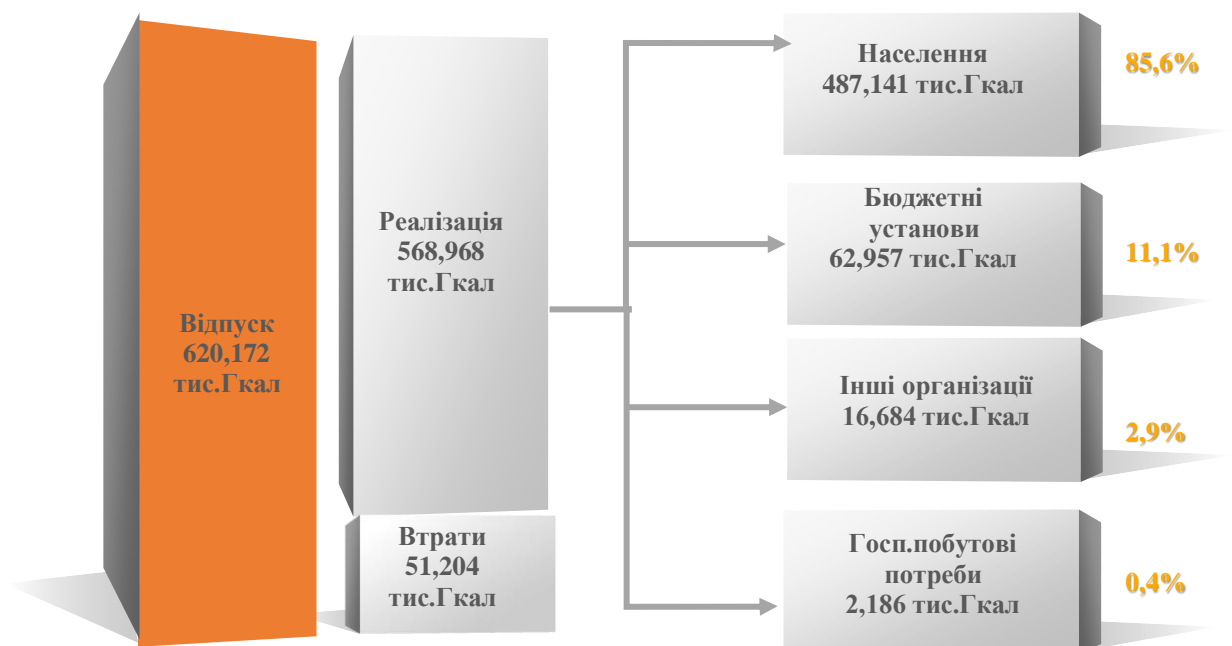 Відпуск
620,172
тис.Гкал
Реалізація
568,968
тис.Гкал
Втрати
51,204
тис.Гкал
Населення
487,141 тис.Гкал
85,6%
Бюджетні
установи
62,957 тис.Гкал
11,1%
Інші організації
16,684 тис.Гкал
2,9%
Госп.побутові
потреби
2,186 тис.Гкал
0,4%